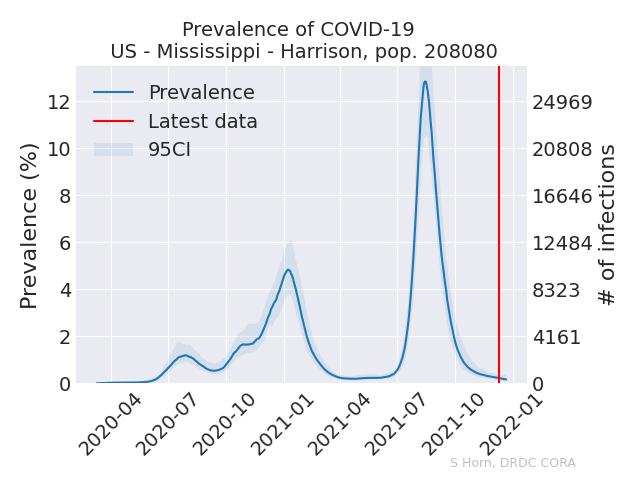 Prevalence of COVID-19
US - Mississippi - Harrison, pop. 208080
Prevalence
Latest data
95CI
Prevalence (%)
12
10
8
6
4
2
0
24969
20808
16646
12484
8323
4161
0
# of infections
2020-04
2020-07
2020-10
2021-01
2021-04
2021-07
2021-10
2022-01
S Horn, DRDC CORA